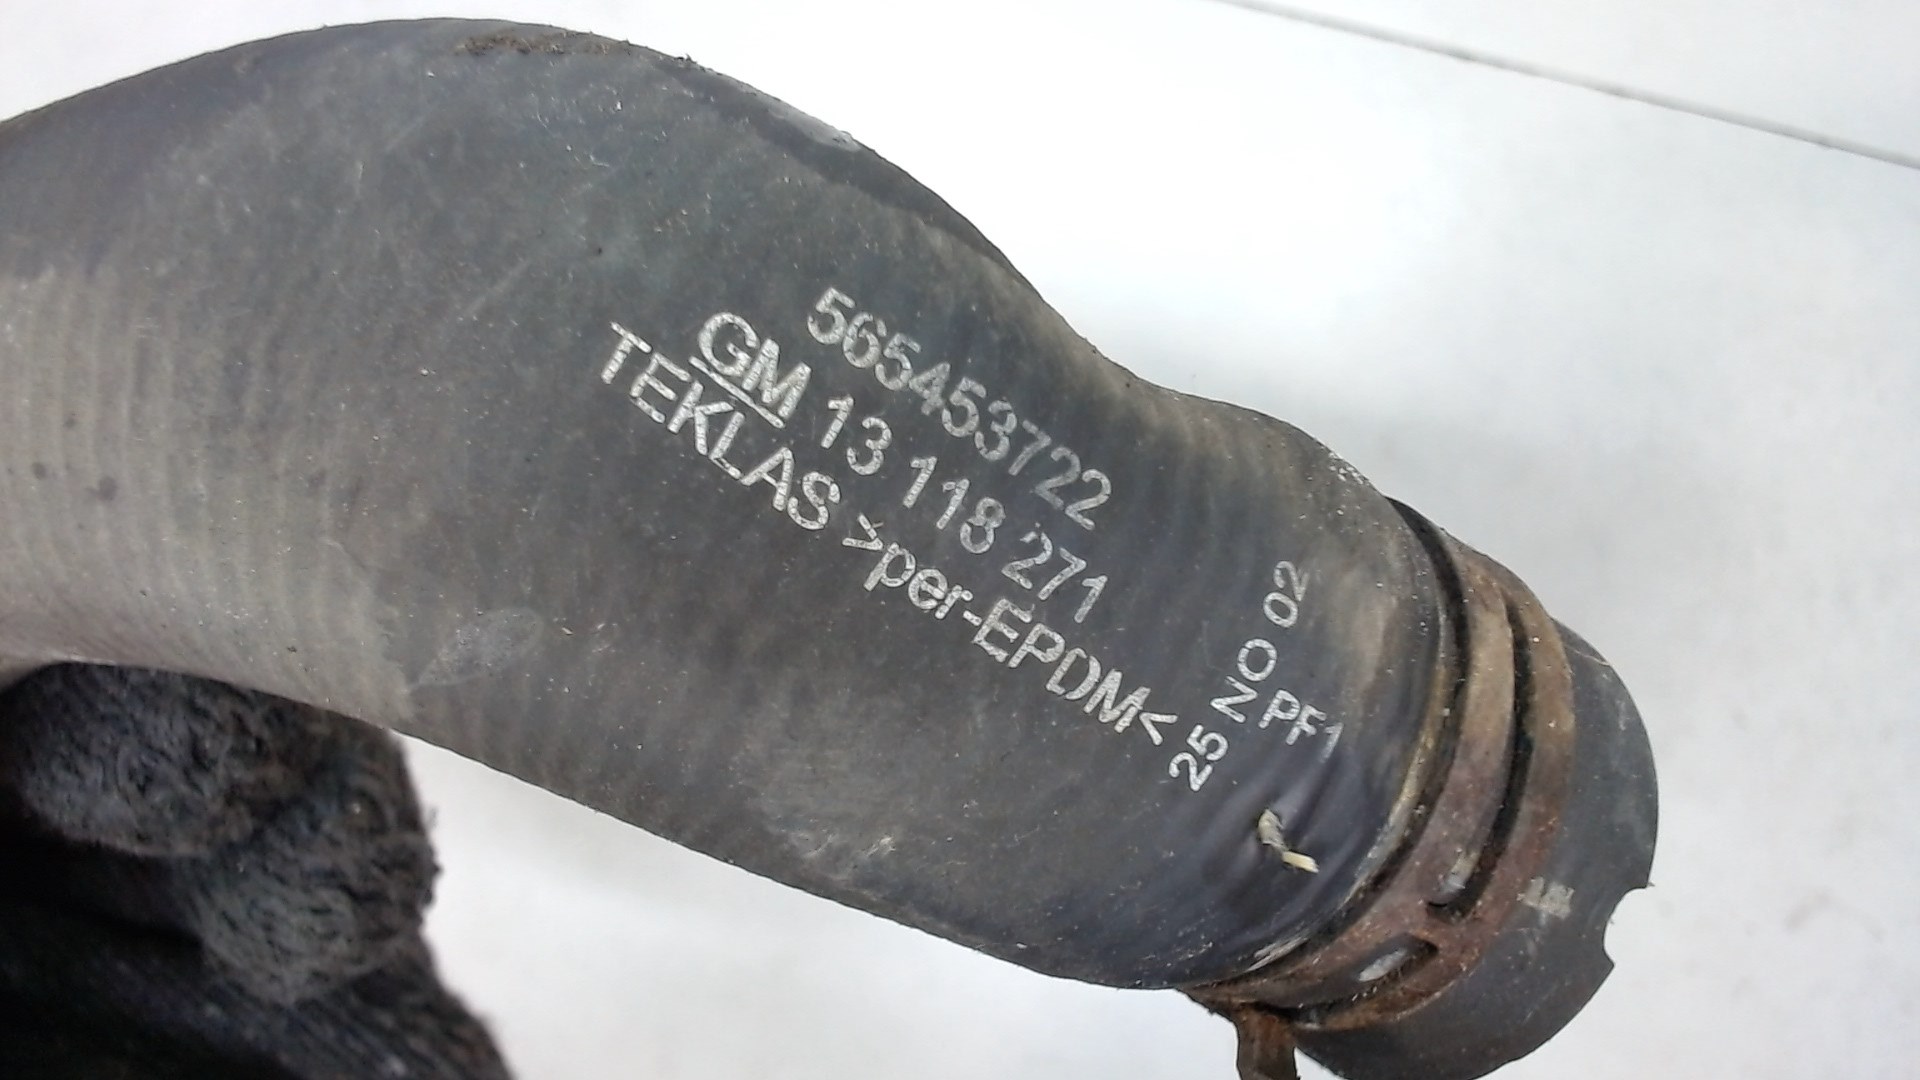 565453722
GM 13 118 271
TEKLAS >per-EPDM<
25 NO 02
PF1